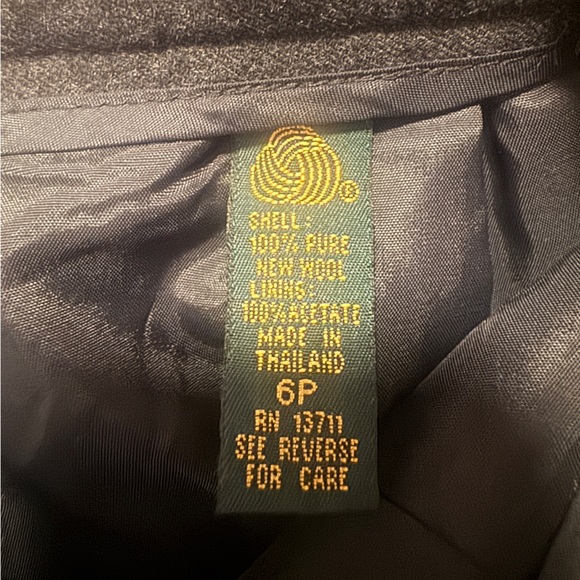 ®
SHELL:
100% PURE
NEW WOOL
LINING:
100% ACETATE
MADE IN
THAILAND
6P
RN 13711
SEE REVERSE
FOR CARE